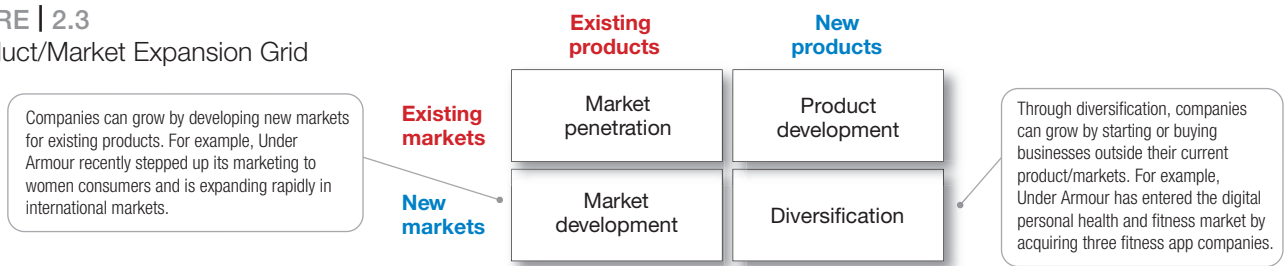 RE | 2.3
uct/Market Expansion Grid
Existing
products
New
products
Companies can grow by developing new markets
for existing products. For example, Under
Armour recently stepped up its marketing to
women consumers and is expanding rapidly in
international markets.
Existing
markets
Market
penetration
Product
development
New
markets
Market
development
Diversification
Through diversification, companies
can grow by starting or buying
businesses outside their current
product/markets. For example,
Under Armour has entered the digital
personal health and fitness market by
acquiring three fitness app companies.